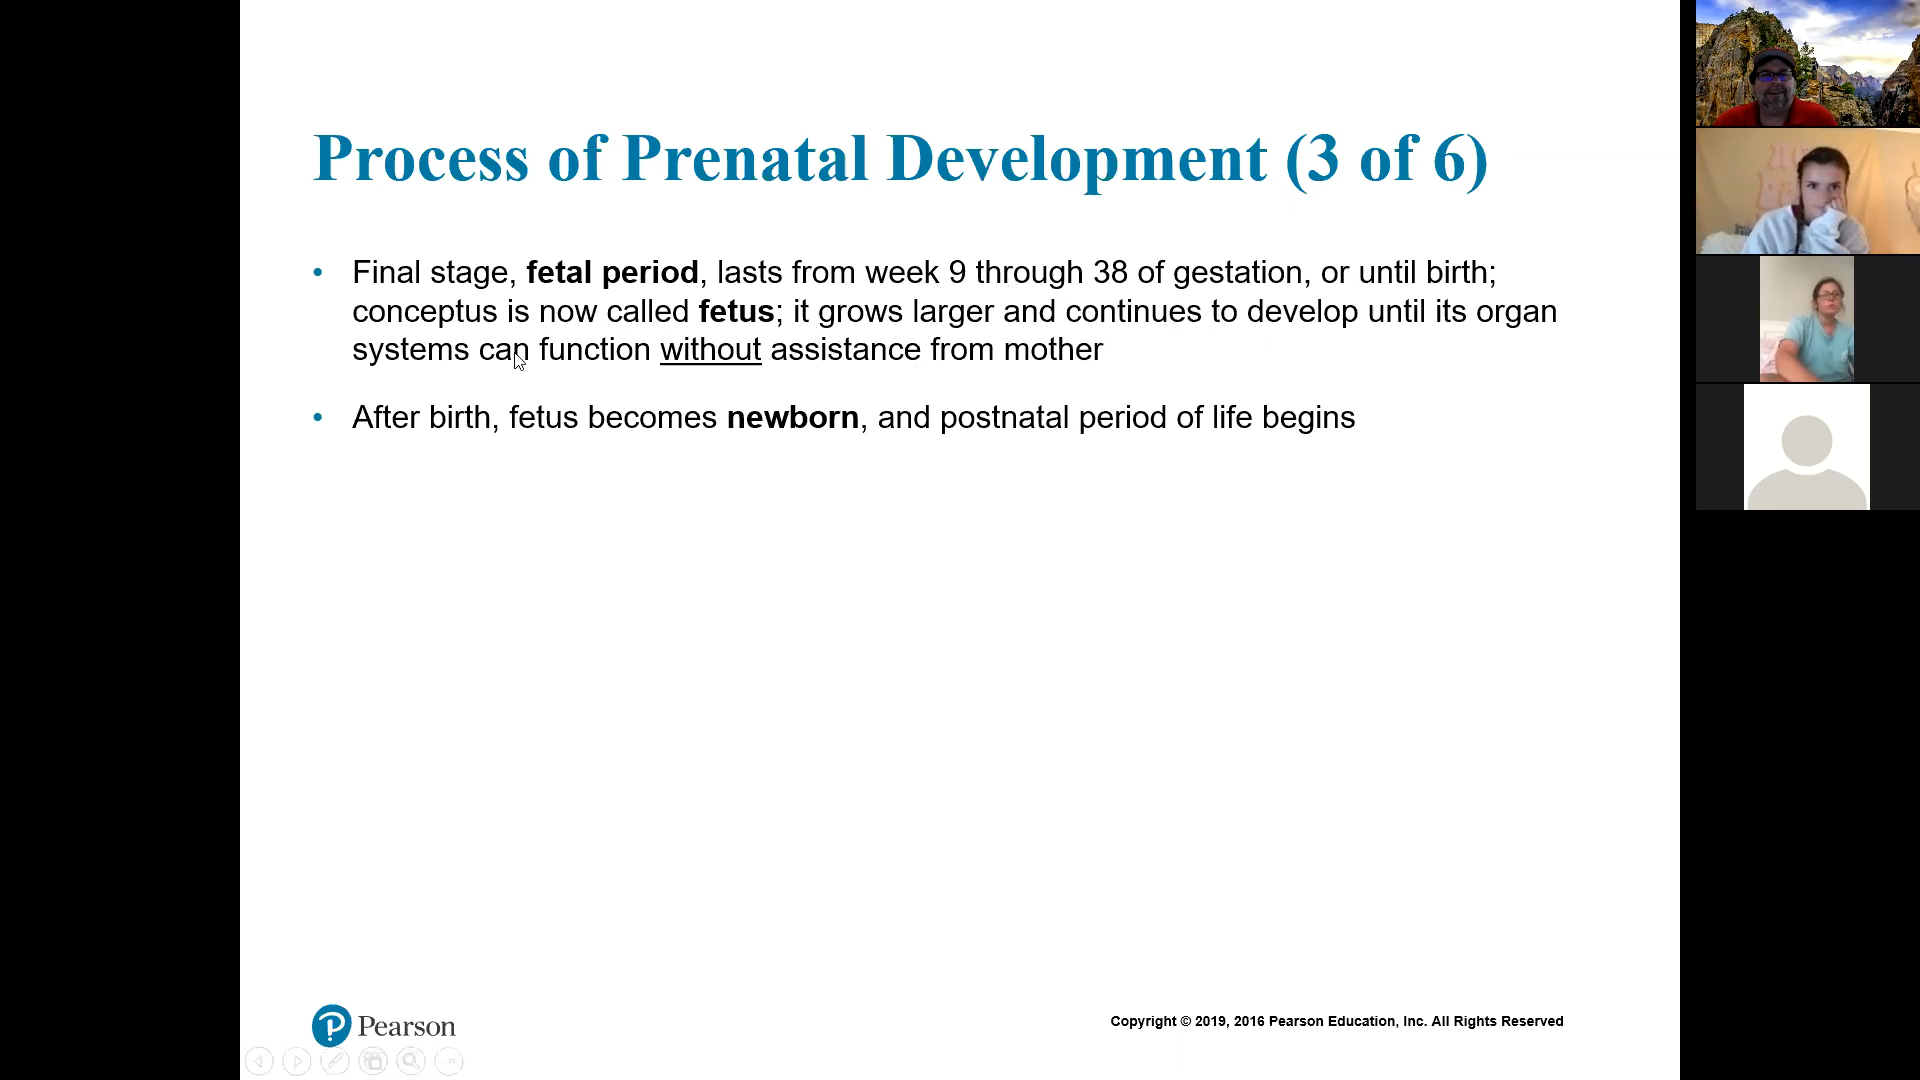 Process of Prenatal Development (3 of 6)
• Final stage, fetal period, lasts from week 9 through 38 of gestation, or until birth;
conceptus is now called fetus; it grows larger and continues to develop until its organ
systems can function without assistance from mother
• After birth, fetus becomes newborn, and postnatal period of life begins
Pearson
Copyright © 2019, 2016 Pearson Education, Inc. All Rights Reserved